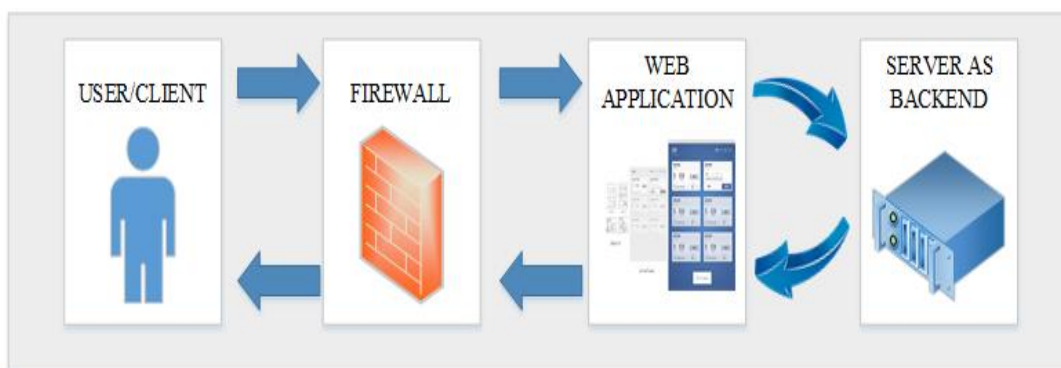 USER/CLIENT
FIREWALL
WEB
APPLICATION
SERVER AS
BACKEND